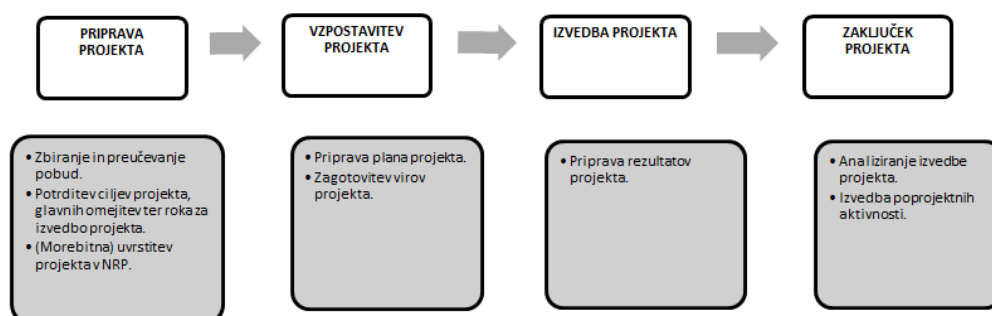 PRIPRAVA
PROJEKTA
VZPOSTAVITEV
PROJEKTA
IZVEDBA PROJEKTA
ZAKLJUČEK
PROJEKTA
• Zbiranje in preučevanje
pobud.
• Potrditev ciljev projekta,
glavnih omejitev ter roka za
izvedbo projekta.
• (Morebitna) uvrstitev
projekta v NRP.
• Priprava plana projekta.
• Zagotovitev virov
projekta.
• Priprava rezultatov
projekta.
• Analiziranje izvedbe
projekta.
• Izvedba poprojektnih
aktivnosti.